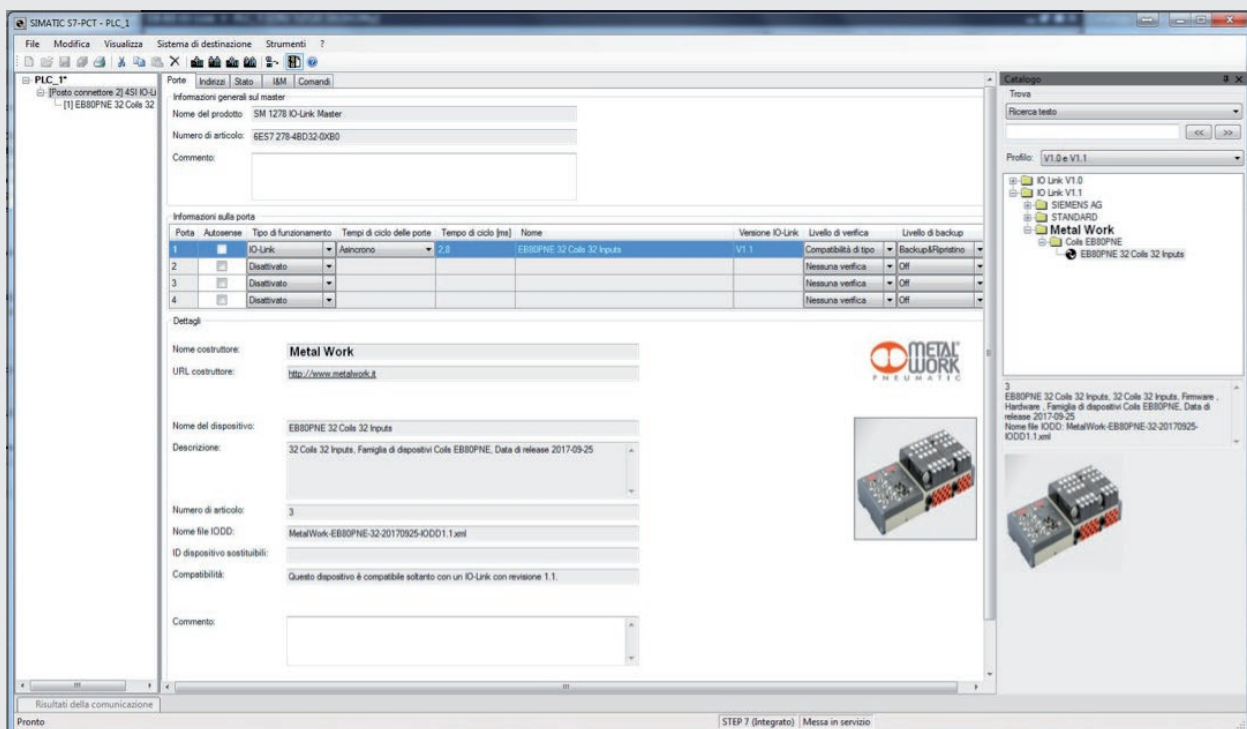 SIMATIC S7-PCT - PLC_1
File Modifica Visualizza Sistema di destinazione Strumenti ?
PLC_1*
[Posto connettore 2] 4SI IO-Li
[1] EB80PNE 32 Coils 32
Porte Indirizzi Stato I&M Comandi
Informazioni generali sul master
Nome del prodotto SM 1278 IO-Link Master
Numero di articolo: 6ES7 278-4BD32-0XB0
Commento:
Informazioni sulla porta
Porta Autosense Tipo di funzionamento Tempi di ciclo delle porte Tempo di ciclo [ms] Nome Versione IO-Link Livello di verifica Livello di backup
1 IO-Link Asincrono 2,8 EB80PNE 32 Coils 32 Inputs V1.1 Compatibilità di tipo Backup&Ripristino
2 Disattivato Nessuna verifica Off
3 Disattivato Nessuna verifica Off
4 Disattivato Nessuna verifica Off
Dettagli
Nome costruttore: Metal Work
URL costruttore: http://www.metalwork.it
METAL WORK
PNEUMATIC
Nome del dispositivo: EB80PNE 32 Coils 32 Inputs
Descrizione: 32 Coils 32 Inputs, Famiglia di dispostivi Coils EB80PNE, Data di release 2017-09-25
Numero di articolo: 3
Nome file IODD: MetalWork-EB80PNE-32-20170925-IODD1.1.xml
ID dispositivo sostituibili:
Compatibilità: Questo dispositivo è compatibile soltanto con un IO-Link con revisione 1.1.
Commento:
Catalogo
Trova
Ricerca testo
<< >>
Profilo: V1.0 e V1.1
IO Link V1.0
IO Link V1.1
SIEMENS AG
STANDARD
Metal Work
Coils EB80PNE
EB80PNE 32 Coils 32 Inputs
3
EB80PNE 32 Coils 32 Inputs, 32 Coils 32 Inputs, Firmware ,
Hardware , Famiglia di dispostivi Coils EB80PNE, Data di
release 2017-09-25
Nome file IODD: MetalWork-EB80PNE-32-20170925-
IODD1.1.xml
Risultati della comunicazione
Pronto STEP 7 (Integrato) Messa in servizio